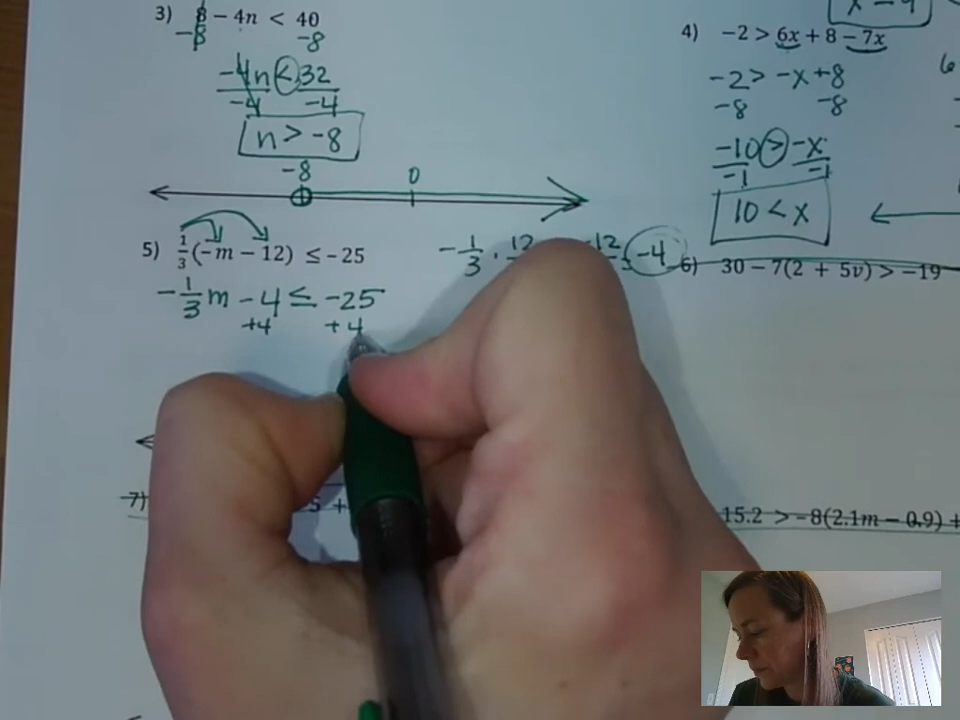 3) 8 − 4n < 40
−8 −8
−4n < 32
−4 −4
n > −8
−8 0
5) 1/3(−m − 12) ≤ −25
−1/3 · 12 −12 −4
−1/3 m − 4 ≤ −25
+4 +4
7)
4) −2 > 6x + 8 − 7x
−2 > −x + 8
−8 −8
−10 > −x
−1 −1
10 < x
6) 30 − 7(2 + 5v) > −19
15.2 > −8(2.1m − 0.9) +